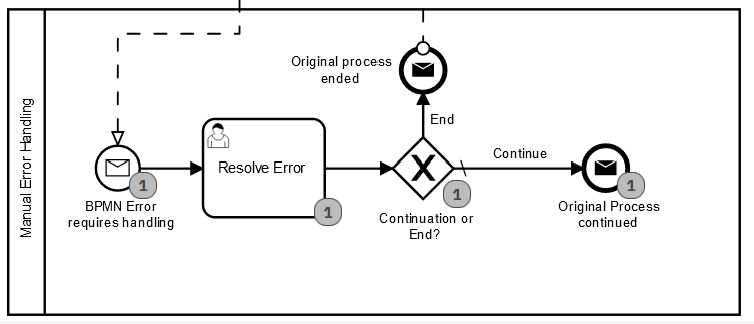 Manual Error Handling
Original process
ended
End
Resolve Error
Continue
1
BPMN Error
requires handling
1
1
Continuation or
End?
1
Original Process
continued